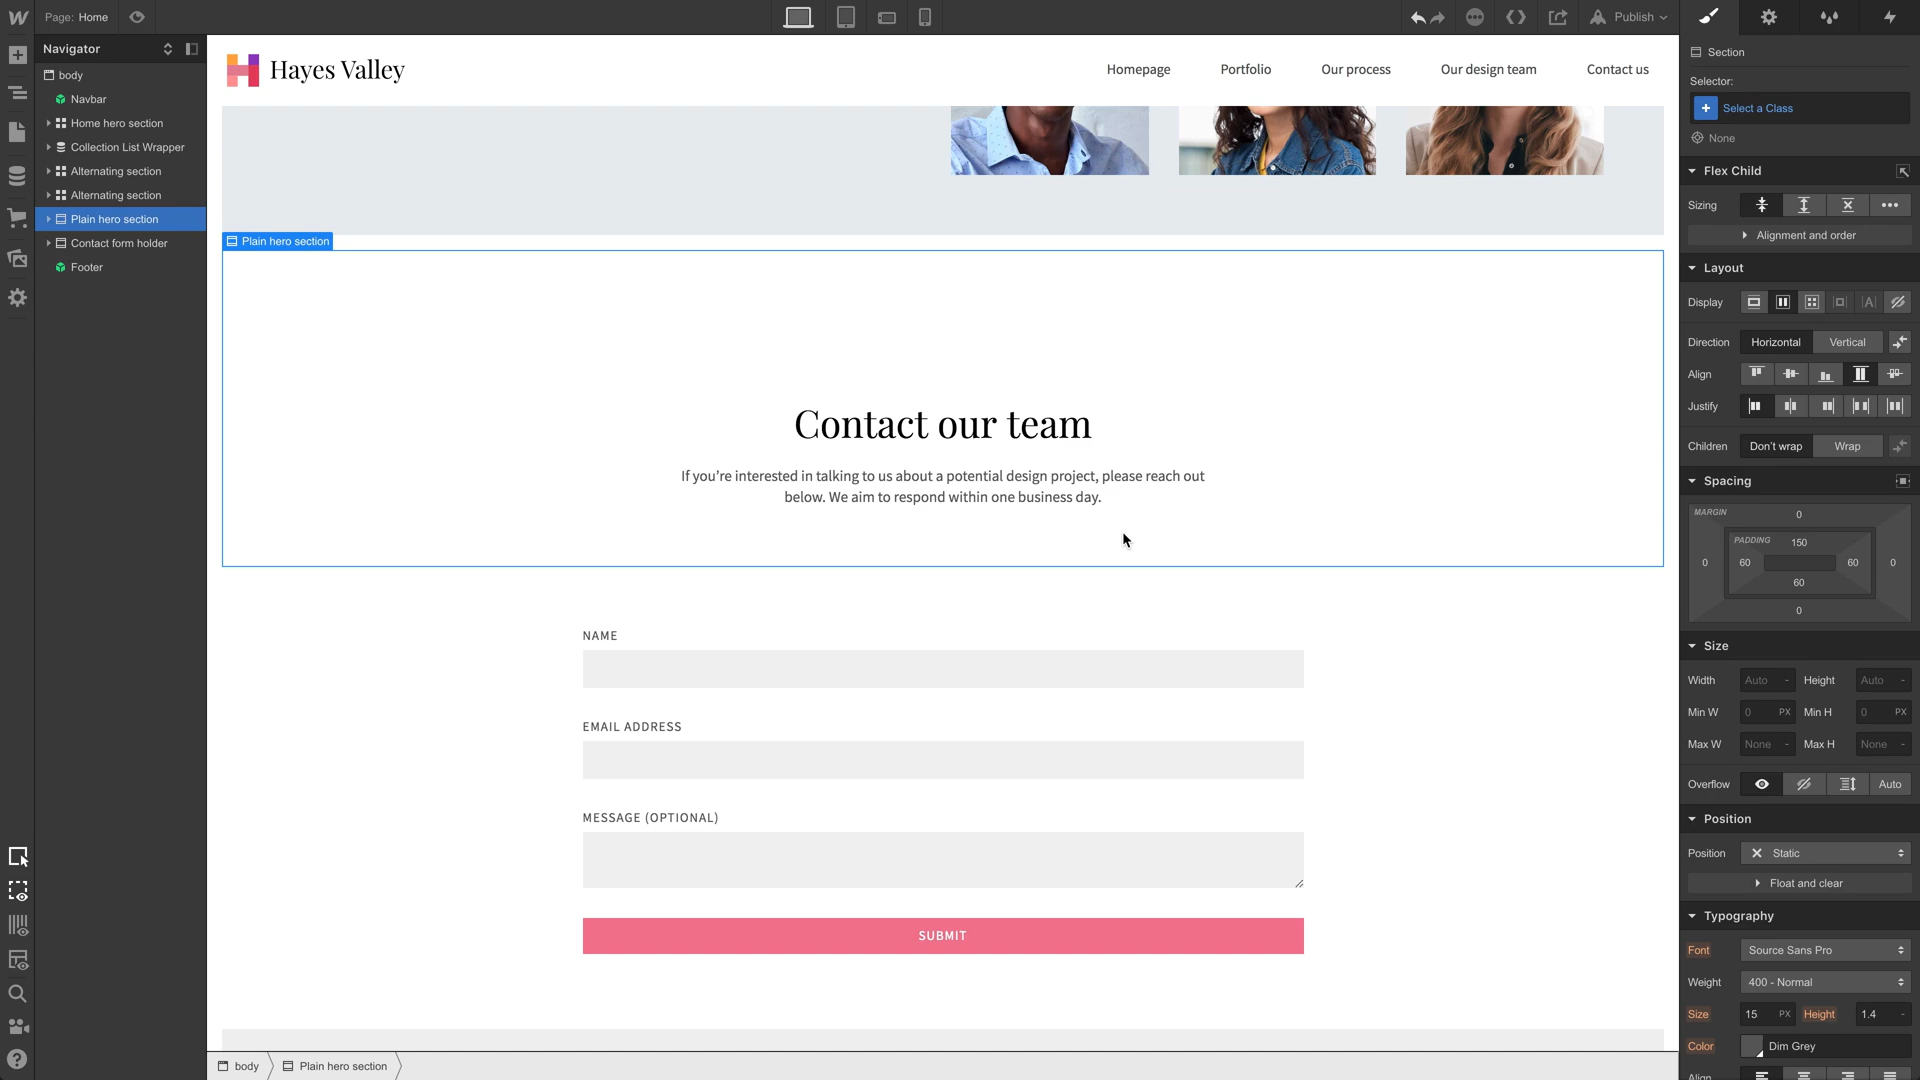 Page: Home
Publish
Navigator
body
Navbar
Home hero section
Collection List Wrapper
Alternating section
Alternating section
Plain hero section
Contact form holder
Footer
Hayes Valley
Homepage
Portfolio
Our process
Our design team
Contact us
Plain hero section
Contact our team
If you’re interested in talking to us about a potential design project, please reach out
below. We aim to respond within one business day.
NAME
EMAIL ADDRESS
MESSAGE (OPTIONAL)
SUBMIT
body
Plain hero section
Section
Selector:
Select a Class
None
Flex Child
Sizing
Alignment and order
Layout
Display
Direction Horizontal Vertical
Align
Justify
Children Don’t wrap Wrap
Spacing
MARGIN
0
PADDING
150
0 60 60 0
60
0
Size
Width Auto - Height Auto -
Min W 0 PX Min H 0 PX
Max W None - Max H None -
Overflow Auto
Position
Position Static
Float and clear
Typography
Font Source Sans Pro
Weight 400 - Normal
Size 15 PX Height 1.4 -
Color Dim Grey
Align